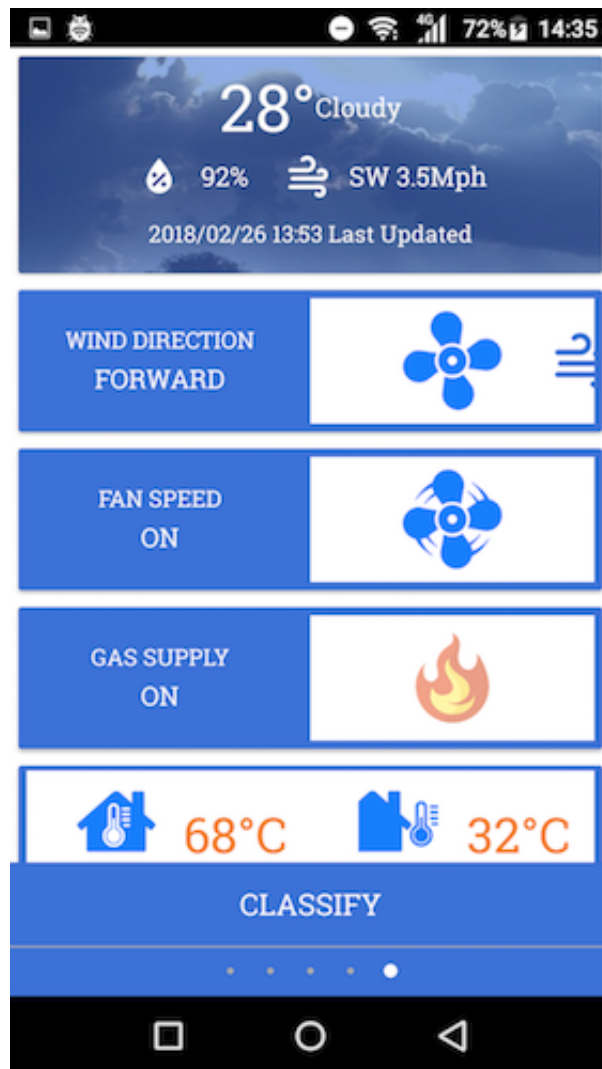 4G 72% 14:35
28° Cloudy
92% SW 3.5Mph
2018/02/26 13:53 Last Updated
WIND DIRECTION
FORWARD
FAN SPEED
ON
GAS SUPPLY
ON
68°C 32°C
CLASSIFY